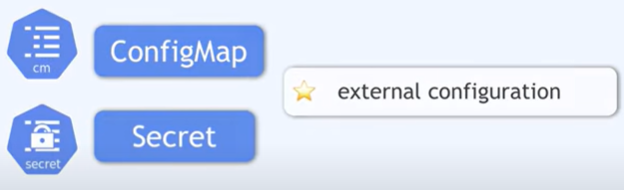 cm
ConfigMap
external configuration
secret
Secret